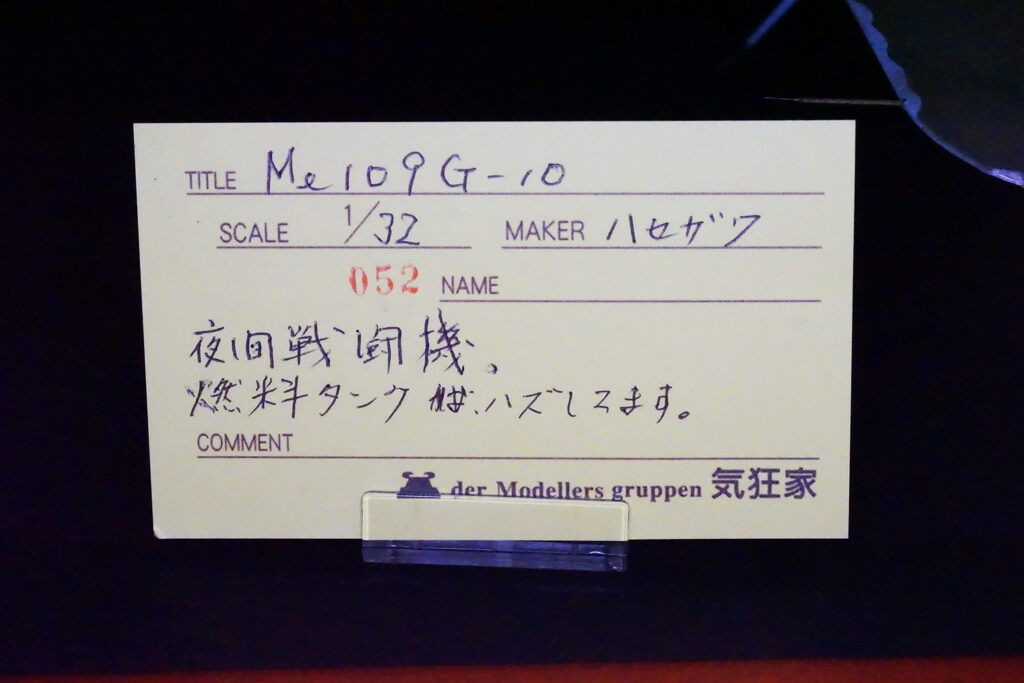 TITLE Me109G-10
SCALE 1/32 MAKER ハセガワ
052 NAME
夜間戦闘機。
燃料タンクは、ハズしてます。
COMMENT
der Modellers gruppen 気狂家